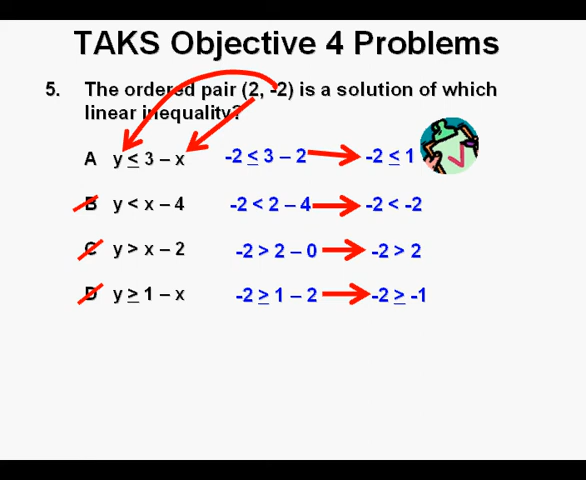 TAKS Objective 4 Problems
5. The ordered pair (2, -2) is a solution of which
linear inequality?
A y ≤ 3 – x -2 ≤ 3 – 2 -2 ≤ 1
B y < x – 4 -2 < 2 – 4 -2 < -2
C y > x – 2 -2 > 2 – 0 -2 > 2
D y ≥ 1 – x -2 ≥ 1 – 2 -2 ≥ -1